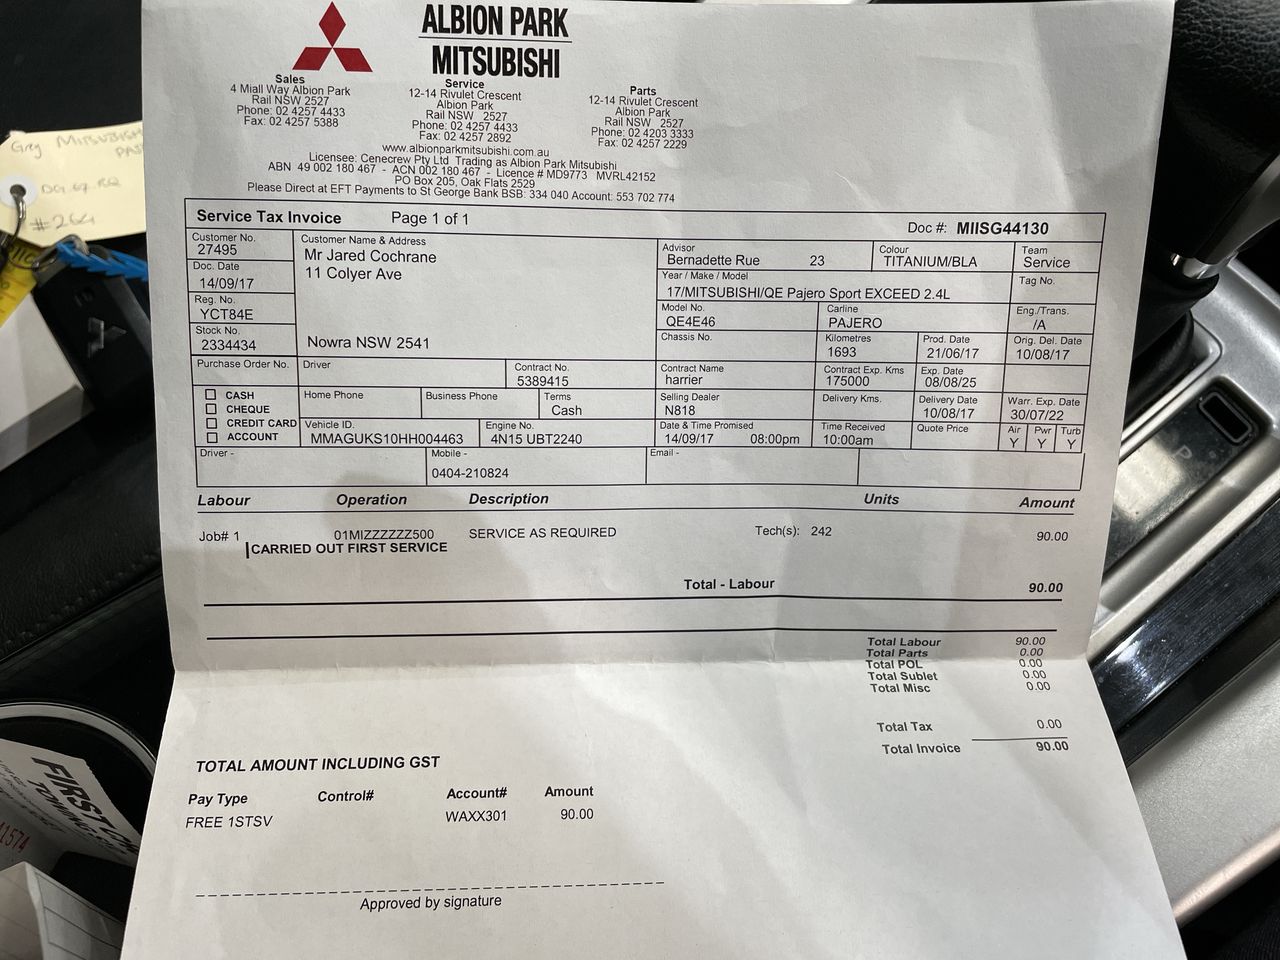 ALBION PARK
MITSUBISHI
Sales
4 Miall Way Albion Park
Rail NSW 2527
Phone: 02 4257 4433
Fax: 02 4257 5388
Service
12-14 Rivulet Crescent
Albion Park
Rail NSW 2527
Phone: 02 4257 4433
Fax: 02 4257 2892
Parts
12-14 Rivulet Crescent
Albion Park
Rail NSW 2527
Phone: 02 4203 3333
Fax: 02 4257 2229
www.albionparkmitsubishi.com.au
Licensee: Cenecrew Pty Ltd Trading as Albion Park Mitsubishi
ABN 49 002 180 467 - ACN 002 180 467 - Licence # MD9773 MVRL42152
PO Box 205, Oak Flats 2529
Please Direct at EFT Payments to St George Bank BSB: 334 040 Account: 553 702 774
Service Tax Invoice Page 1 of 1 Doc #: MIISG44130
Customer No.
27495
Doc. Date
14/09/17
Reg. No.
YCT84E
Stock No.
2334434
Customer Name & Address
Mr Jared Cochrane
11 Colyer Ave
Nowra NSW 2541
Advisor
Bernadette Rue 23
Colour
TITANIUM/BLA
Team
Service
Year / Make / Model
17/MITSUBISHI/QE Pajero Sport EXCEED 2.4L
Tag No.
Model No.
QE4E46
Carline
PAJERO
Eng./Trans.
/A
Chassis No.
Kilometres
1693
Prod. Date
21/06/17
Orig. Del. Date
10/08/17
Purchase Order No.
Driver
Contract No.
5389415
Contract Name
harrier
Contract Exp. Kms
175000
Exp. Date
08/08/25
CASH
CHEQUE
CREDIT CARD
ACCOUNT
Home Phone
Business Phone
Terms
Cash
Selling Dealer
N818
Delivery Kms.
Delivery Date
10/08/17
Warr. Exp. Date
30/07/22
Vehicle ID.
MMAGUKS10HH004463
Engine No.
4N15 UBT2240
Date & Time Promised
14/09/17 08:00pm
Time Received
10:00am
Quote Price
Air Pwr Turb
Y Y Y
Driver -
Mobile -
0404-210824
Email -
Labour Operation Description Units Amount
Job# 1 01MIZZZZZZ500 SERVICE AS REQUIRED Tech(s): 242 90.00
CARRIED OUT FIRST SERVICE
Total - Labour 90.00
Total Labour 90.00
Total Parts 0.00
Total POL 0.00
Total Sublet 0.00
Total Misc 0.00
Total Tax 0.00
Total Invoice 90.00
TOTAL AMOUNT INCLUDING GST
Pay Type Control# Account# Amount
FREE 1STSV WAXX301 90.00
Approved by signature
Gry MITSUBISH
#264
FIRST
TOWING
1574
P